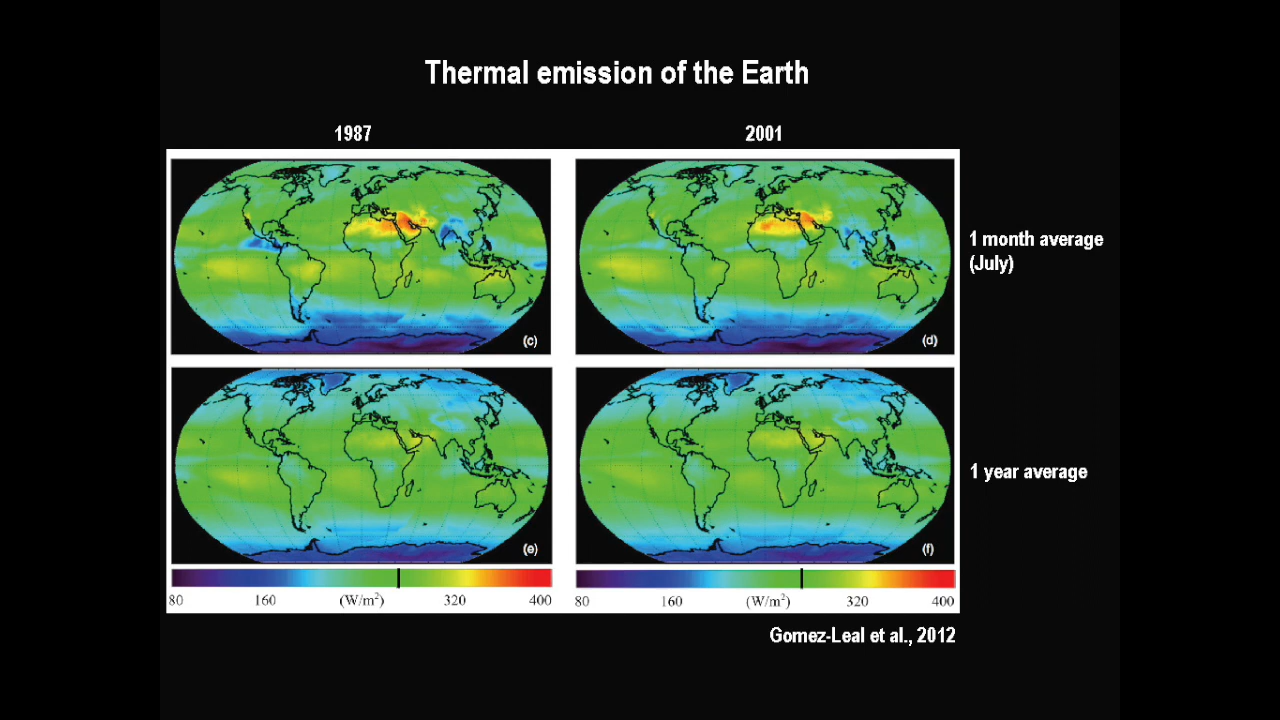 Thermal emission of the Earth
1987
2001
(c)
(d)
1 month average
(July)
(e)
(f)
1 year average
80 160 (W/m²) 320 400
80 160 (W/m²) 320 400
Gomez-Leal et al., 2012